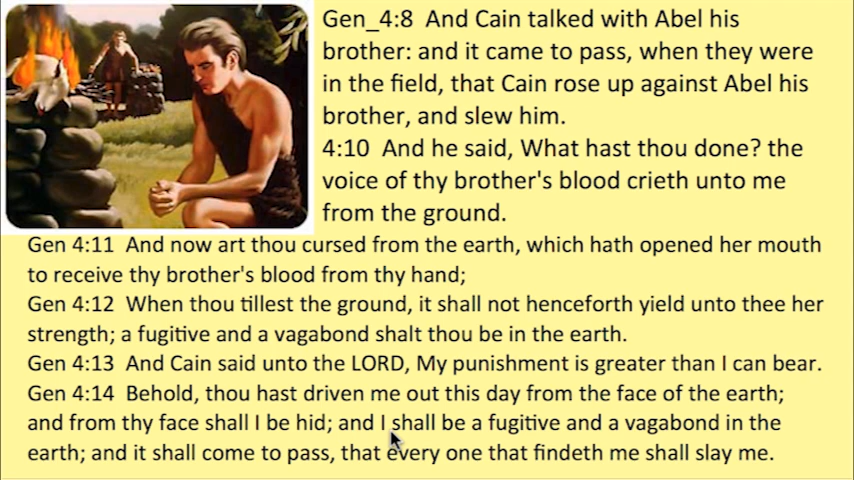 Gen_4:8 And Cain talked with Abel his
brother: and it came to pass, when they were
in the field, that Cain rose up against Abel his
brother, and slew him.
4:10 And he said, What hast thou done? the
voice of thy brother's blood crieth unto me
from the ground.
Gen 4:11 And now art thou cursed from the earth, which hath opened her mouth
to receive thy brother's blood from thy hand;
Gen 4:12 When thou tillest the ground, it shall not henceforth yield unto thee her
strength; a fugitive and a vagabond shalt thou be in the earth.
Gen 4:13 And Cain said unto the LORD, My punishment is greater than I can bear.
Gen 4:14 Behold, thou hast driven me out this day from the face of the earth;
and from thy face shall I be hid; and I shall be a fugitive and a vagabond in the
earth; and it shall come to pass, that every one that findeth me shall slay me.